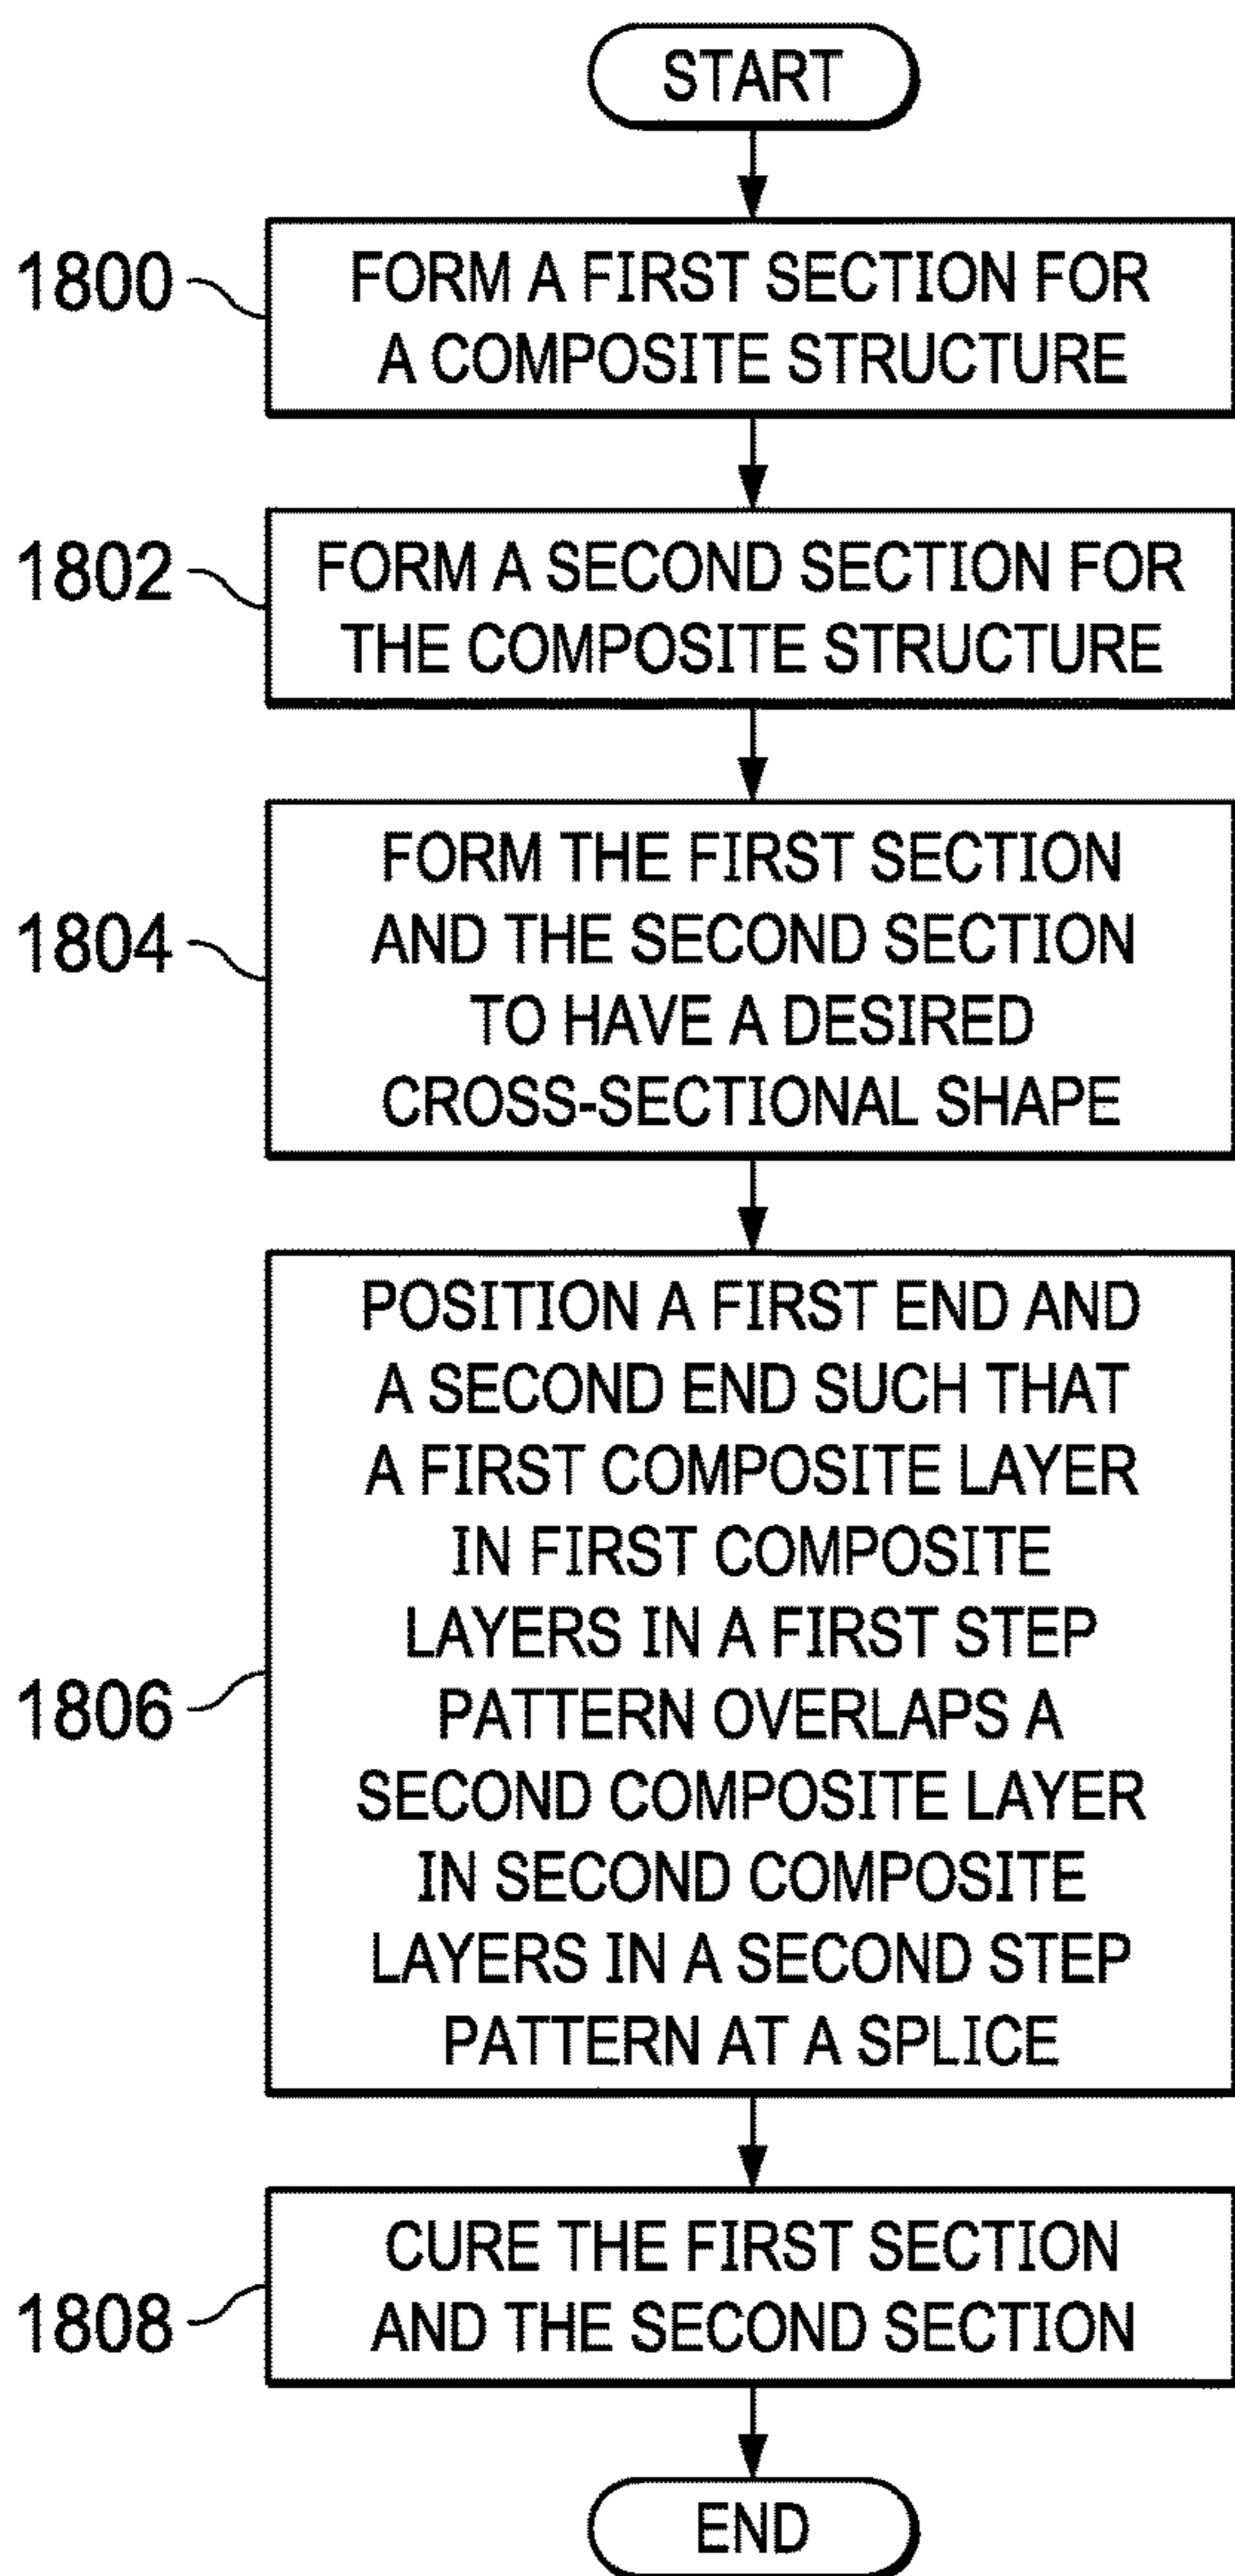 START
1800
FORM A FIRST SECTION FOR
A COMPOSITE STRUCTURE
1802
FORM A SECOND SECTION FOR
THE COMPOSITE STRUCTURE
1804
FORM THE FIRST SECTION
AND THE SECOND SECTION
TO HAVE A DESIRED
CROSS-SECTIONAL SHAPE
1806
POSITION A FIRST END AND
A SECOND END SUCH THAT
A FIRST COMPOSITE LAYER
IN FIRST COMPOSITE
LAYERS IN A FIRST STEP
PATTERN OVERLAPS A
SECOND COMPOSITE LAYER
IN SECOND COMPOSITE
LAYERS IN A SECOND STEP
PATTERN AT A SPLICE
1808
CURE THE FIRST SECTION
AND THE SECOND SECTION
END